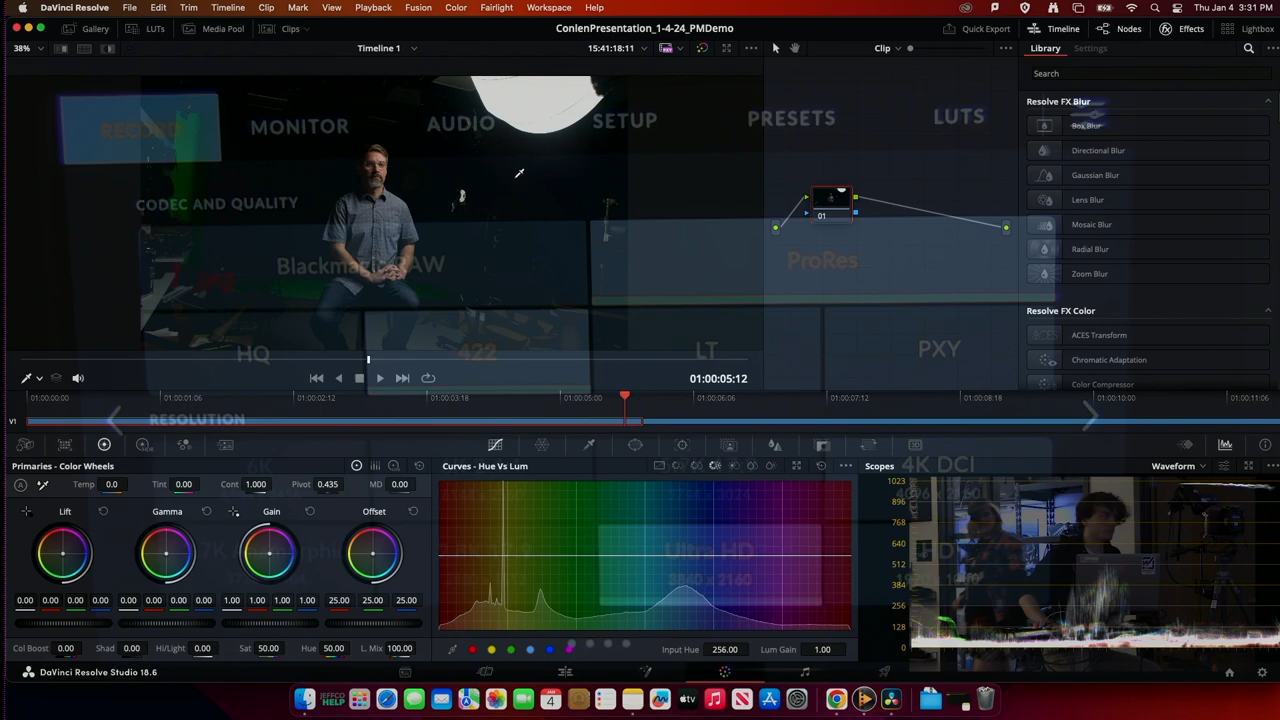 DaVinci Resolve File Edit Trim Timeline Clip Mark View Playback Fusion Color Fairlight Workspace Help
Thu Jan 4 3:31 PM
Gallery LUTs Media Pool Clips
ConlenPresentation_1-4-24_PMDemo
Quick Export Timeline Nodes Effects Lightbox
38% Timeline 1 15:41:18:11 Clip
Library Settings
Search
Resolve FX Blur
Box Blur
Directional Blur
Gaussian Blur
Lens Blur
Mosaic Blur
Radial Blur
Zoom Blur
Resolve FX Color
ACES Transform
Chromatic Adaptation
Color Compressor
RECORD MONITOR AUDIO SETUP PRESETS LUTS
CODEC AND QUALITY
01
Blackmagic RAW ProRes
HQ 422 LT PXY
01:00:05:12
01:00:00:00 01:00:01:06 01:00:02:12 01:00:03:18 01:00:05:00 01:00:06:06 01:00:07:12 01:00:08:18 01:00:10:00 01:00:11:06
V1
RESOLUTION
Primaries - Color Wheels
Curves - Hue Vs Lum
Scopes
Waveform
6K
4K DCI
Temp 0.0 Tint 0.00 Cont 1.000 Pivot 0.435 MD 0.00
Lift Gamma Gain Offset
Ultra HD
0.00 0.00 0.00 0.00 0.00 0.00 0.00 0.00 1.00 1.00 1.00 1.00 25.00 25.00 25.00
1023
896
768
640
512
384
256
128
0
Col Boost 0.00 Shad 0.00 Hi/Light 0.00 Sat 50.00 Hue 50.00 L. Mix 100.00
Input Hue 256.00 Lum Gain 1.00
DaVinci Resolve Studio 18.6
JEFFCO
HELP
JAN
4
tv